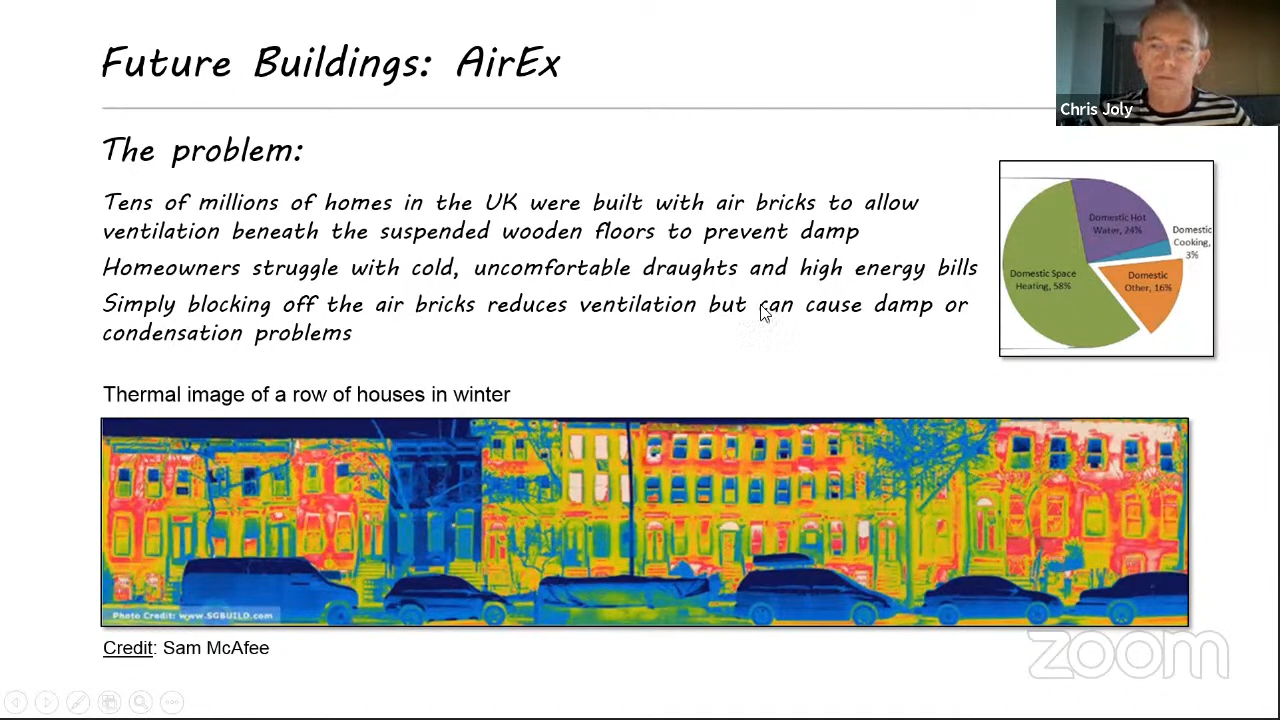 Future Buildings: AirEx
Chris Joly
The problem:
Tens of millions of homes in the UK were built with air bricks to allow
ventilation beneath the suspended wooden floors to prevent damp
Homeowners struggle with cold, uncomfortable draughts and high energy bills
Simply blocking off the air bricks reduces ventilation but can cause damp or
condensation problems
Domestic Hot
Water, 24%
Domestic
Cooking,
3%
Domestic Space
Heating, 58%
Domestic
Other, 16%
Thermal image of a row of houses in winter
Photo Credit: www.SGBUILD.com
Credit: Sam McAfee
zoom